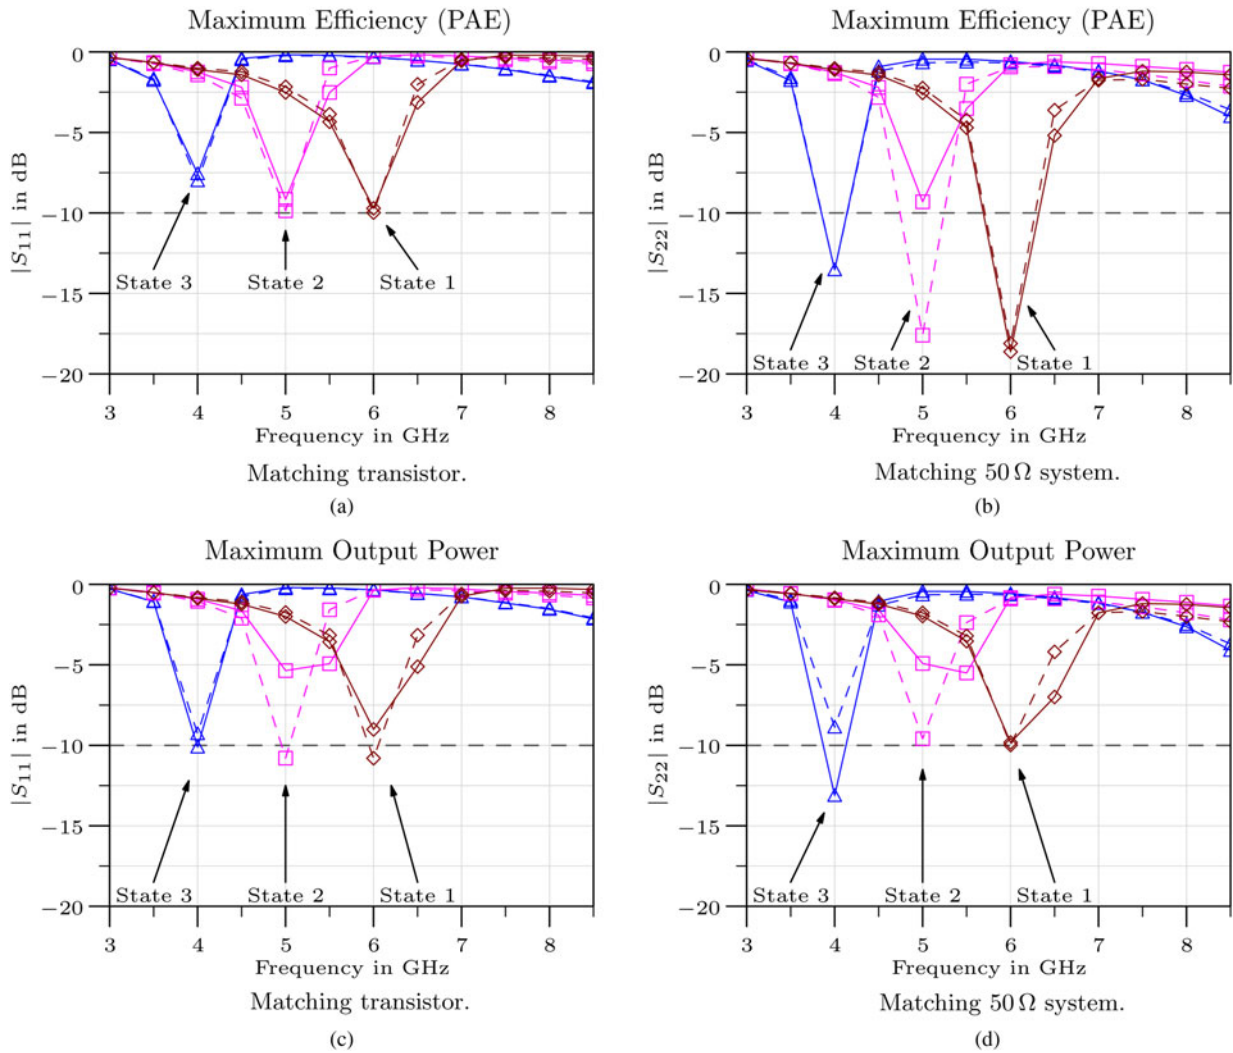 Maximum Efficiency (PAE)
0
−5
−10
−15
−20
|S11| in dB
State 3
State 2
State 1
3 4 5 6 7 8
Frequency in GHz
Matching transistor.
(a)
Maximum Efficiency (PAE)
0
−5
−10
−15
−20
|S22| in dB
State 3
State 2
State 1
3 4 5 6 7 8
Frequency in GHz
Matching 50 Ω system.
(b)
Maximum Output Power
0
−5
−10
−15
−20
|S11| in dB
State 3
State 2
State 1
3 4 5 6 7 8
Frequency in GHz
Matching transistor.
(c)
Maximum Output Power
0
−5
−10
−15
−20
|S22| in dB
State 3
State 2
State 1
3 4 5 6 7 8
Frequency in GHz
Matching 50 Ω system.
(d)